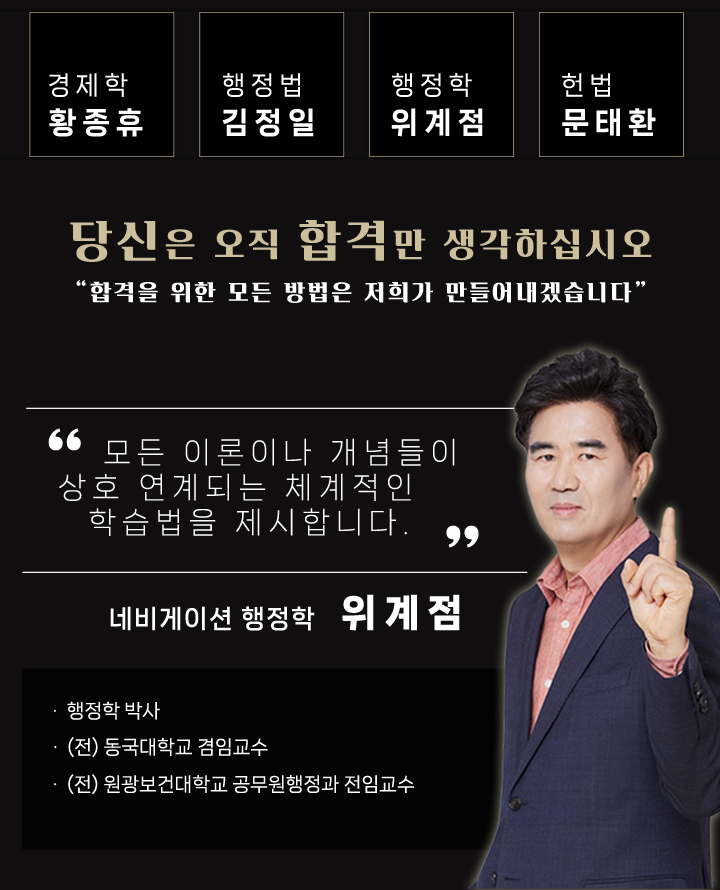 경제학
황종휴
행정법
김정일
행정학
위계점
헌법
문태환
당신은 오직 합격만 생각하십시오
“합격을 위한 모든 방법은 저희가 만들어내겠습니다”
“ 모든 이론이나 개념들이
상호 연계되는 체계적인
학습법을 제시합니다. ”
네비게이션 행정학 위계점
· 행정학 박사
· (전) 동국대학교 겸임교수
· (전) 원광보건대학교 공무원행정과 전임교수